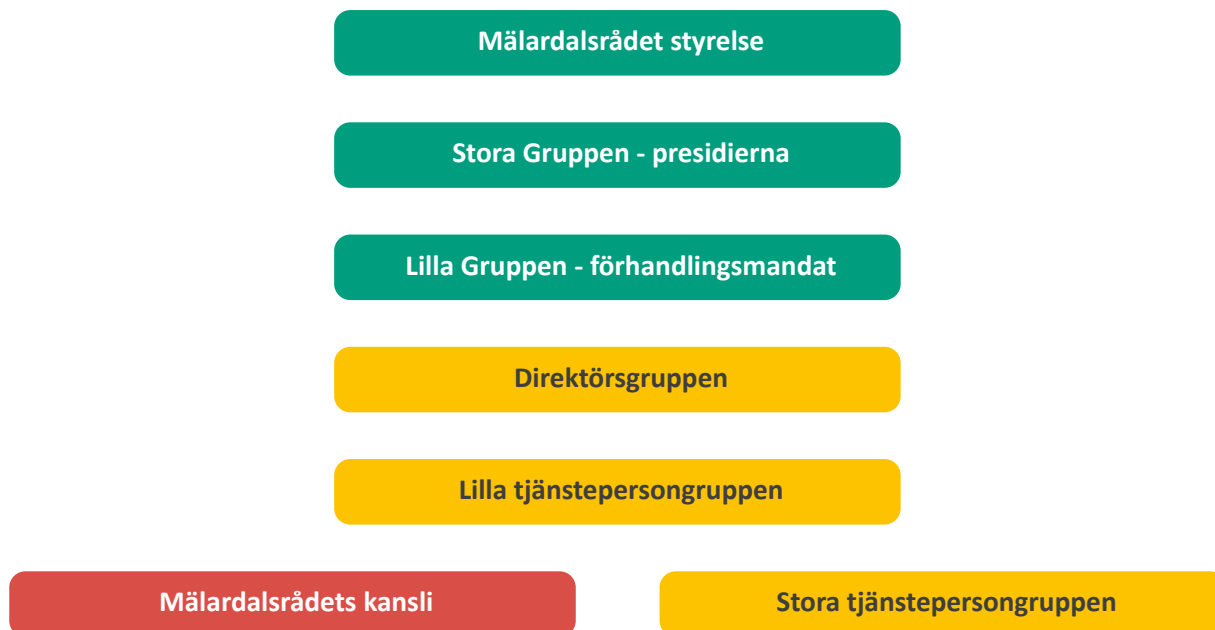 Mälardalsrådet styrelse
Stora Gruppen - presidierna
Lilla Gruppen - förhandlingsmandat
Direktörsgruppen
Lilla tjänstepersongruppen
Mälardalsrådets kansli
Stora tjänstepersongruppen